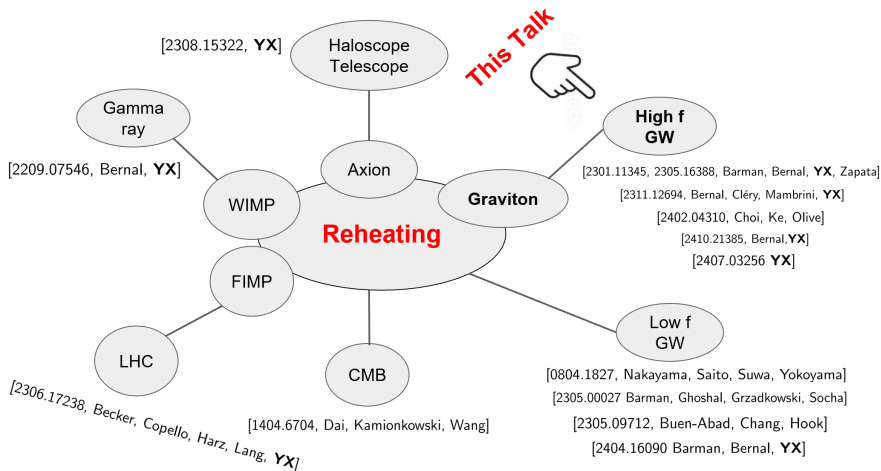 [2308.15322, YX]
Haloscope
Telescope
This Talk
Gamma
ray
High f
GW
[2209.07546, Bernal, YX]
Axion
[2301.11345, 2305.16388, Barman, Bernal, YX, Zapata]
WIMP
Graviton
[2311.12694, Bernal, Cléry, Mambrini, YX]
Reheating
[2402.04310, Choi, Ke, Olive]
[2410.21385, Bernal,YX]
[2407.03256 YX]
FIMP
Low f
GW
LHC
CMB
[0804.1827, Nakayama, Saito, Suwa, Yokoyama]
[2306.17238, Becker, Copello, Harz, Lang, YX]
[2305.00027 Barman, Ghoshal, Grzadkowski, Socha]
[1404.6704, Dai, Kamionkowski, Wang]
[2305.09712, Buen-Abad, Chang, Hook]
[2404.16090 Barman, Bernal, YX]